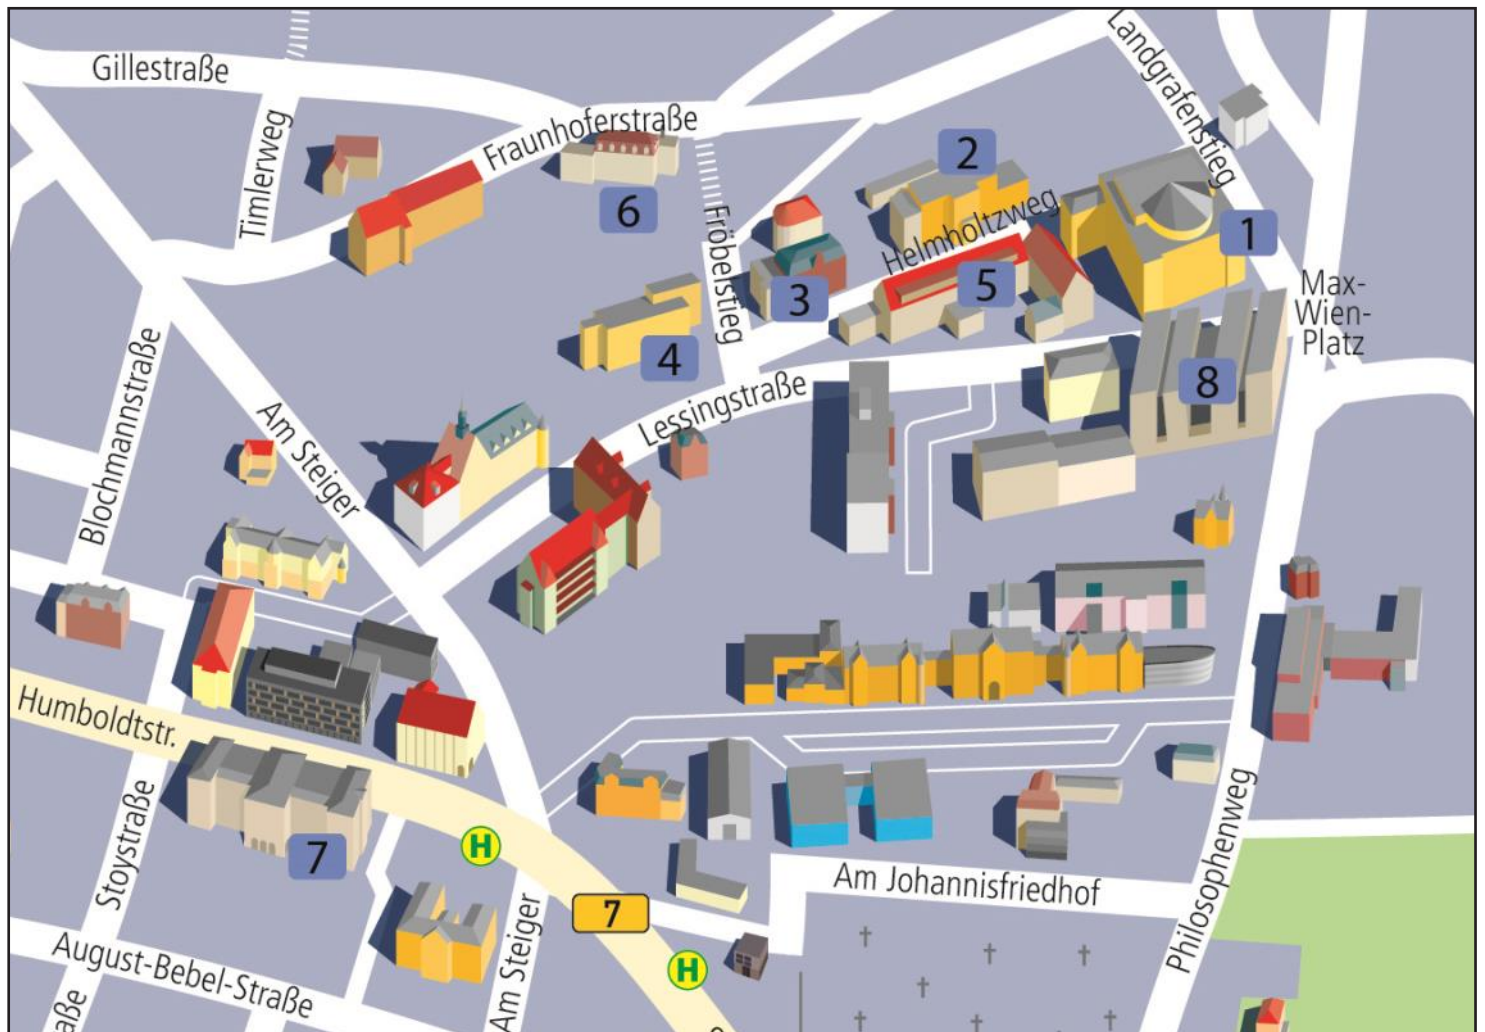 Gillestraße
Landgrafenstieg
Fraunhoferstraße
Timlerweg
2
6
Fröbelstieg
Helmholtzweg
1
3
5
Max-
Wien-
Platz
4
8
Blochmannstraße
Am Steiger
Lessingstraße
Humboldtstr.
Stoystraße
7
H
Am Johannisfriedhof
Philosophenweg
7
Am Steiger
August-Bebel-Straße
H
aße